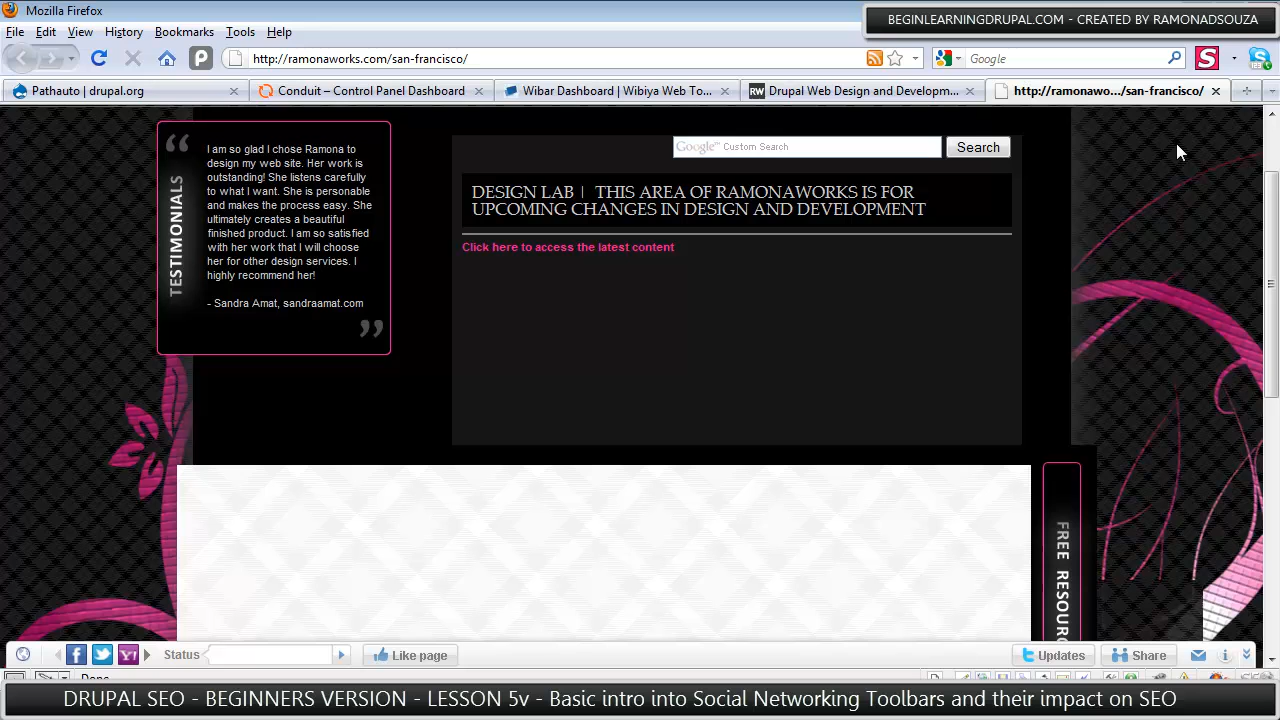 Mozilla Firefox
BEGINLEARNINGDRUPAL.COM - CREATED BY RAMONADSOUZA
File Edit View History Bookmarks Tools Help
P
http://ramonaworks.com/san-francisco/
Google
S
Pathauto | drupal.org
Conduit – Control Panel Dashboard
Wibar Dashboard | Wibiya Web To...
RW Drupal Web Design and Developm...
http://ramonawo.../san-francisco/
TESTIMONIALS
“
I am so glad I chose Ramona to
design my web site. Her work is
outstanding! She listens carefully
to what I want. She is personable
and makes the process easy. She
ultimately creates a beautiful
finished product. I am so satisfied
with her work that I will choose
her for other design services. I
highly recommend her!
- Sandra Amat, sandraamat.com
”
Google™ Custom Search
Search
DESIGN LAB | THIS AREA OF RAMONAWORKS IS FOR
UPCOMING CHANGES IN DESIGN AND DEVELOPMENT
Click here to access the latest content
FREE RESOURC
Status
Like page
Updates
Share
Done
DRUPAL SEO - BEGINNERS VERSION - LESSON 5v - Basic intro into Social Networking Toolbars and their impact on SEO